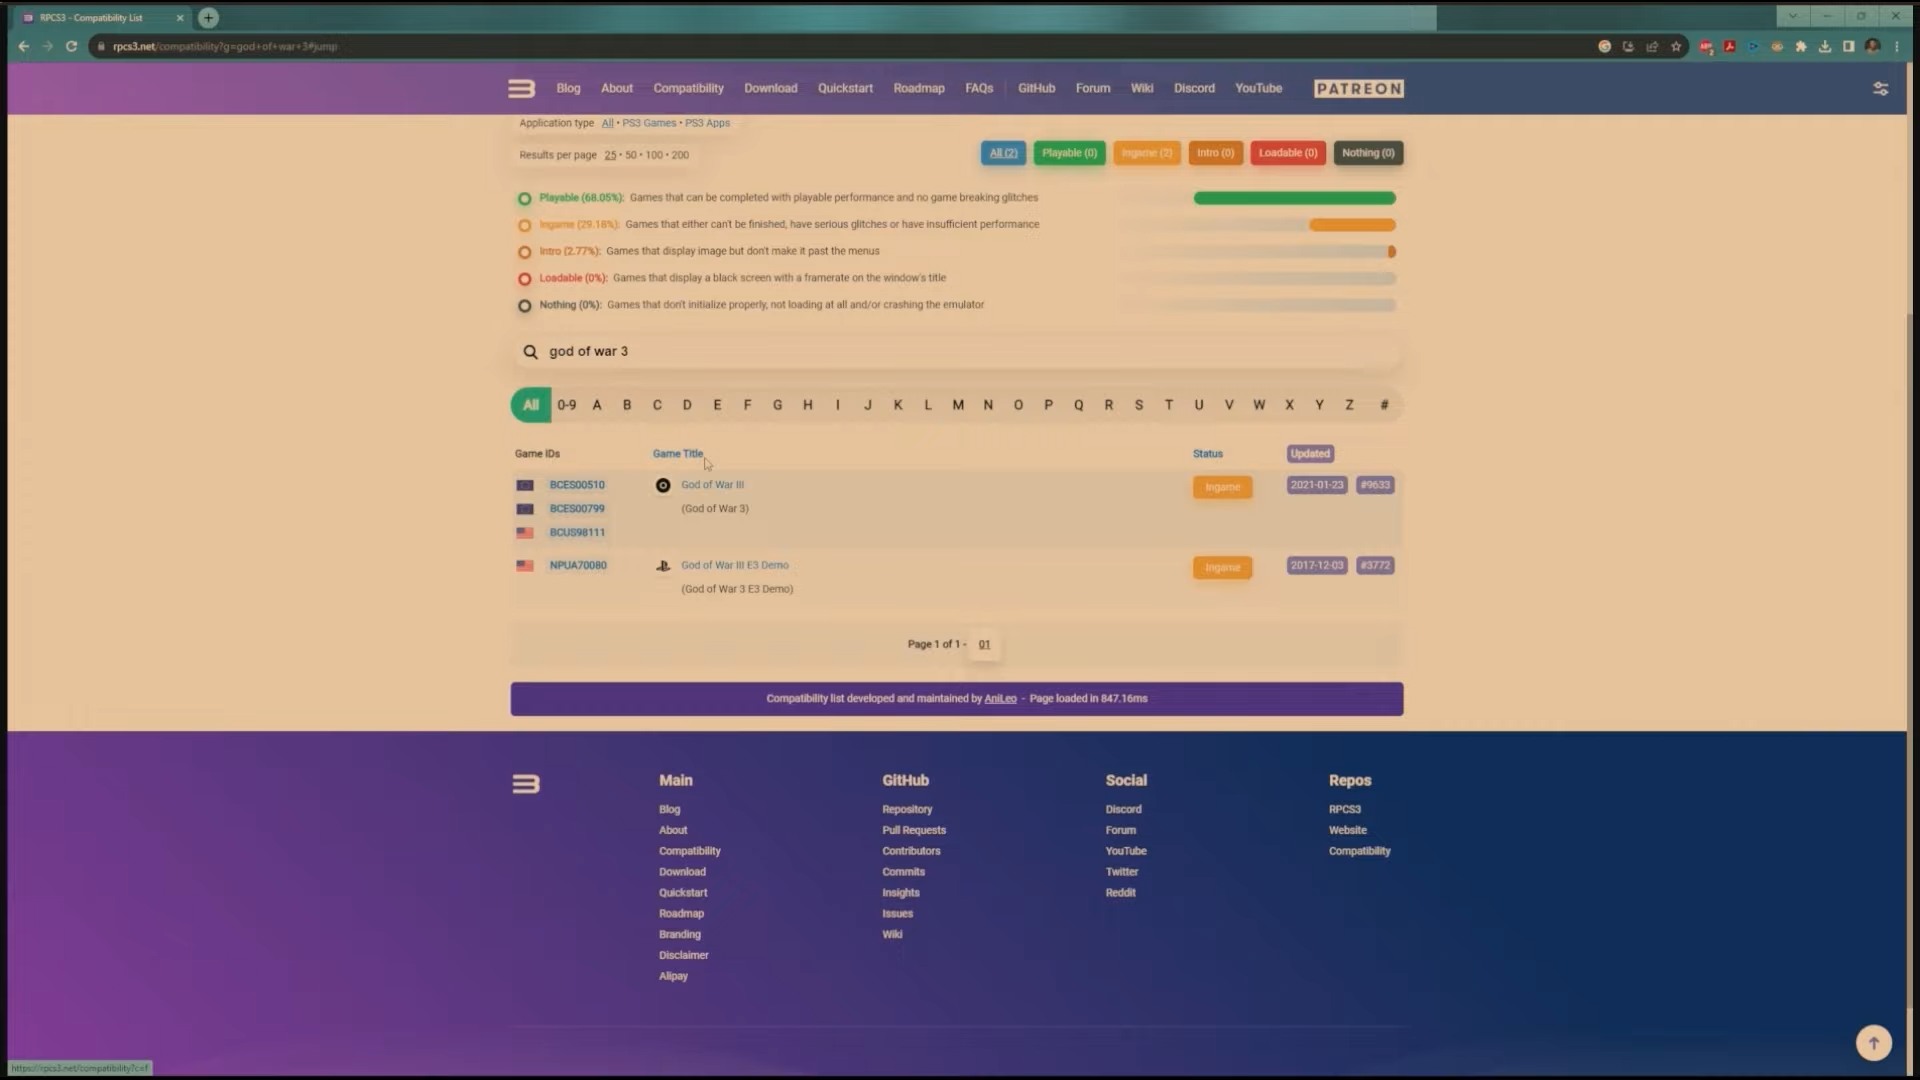 RPCS3 - Compatibility List
rpcs3.net/compatibility?g=god+of+war+3#jump
Blog About Compatibility Download Quickstart Roadmap FAQs GitHub Forum Wiki Discord YouTube PATREON
Application type All • PS3 Games • PS3 Apps
Results per page 25 • 50 • 100 • 200
All (2) Playable (0) Ingame (2) Intro (0) Loadable (0) Nothing (0)
Playable (68.05%): Games that can be completed with playable performance and no game breaking glitches
Ingame (29.18%): Games that either can't be finished, have serious glitches or have insufficient performance
Intro (2.77%): Games that display image but don't make it past the menus
Loadable (0%): Games that display a black screen with a framerate on the window's title
Nothing (0%): Games that don't initialize properly, not loading at all and/or crashing the emulator
god of war 3
All 0-9 A B C D E F G H I J K L M N O P Q R S T U V W X Y Z #
Game IDs Game Title Status Updated
BCES00510 God of War III Ingame 2021-01-23 #9633
BCES00799 (God of War 3)
BCUS98111
NPUA70080 God of War III E3 Demo Ingame 2017-12-03 #3772
(God of War 3 E3 Demo)
Page 1 of 1 - 01
Compatibility list developed and maintained by AniLeo - Page loaded in 847.16ms
Main GitHub Social Repos
Blog Repository Discord RPCS3
About Pull Requests Forum Website
Compatibility Contributors YouTube Compatibility
Download Commits Twitter
Quickstart Insights Reddit
Roadmap Issues
Branding Wiki
Disclaimer
Alipay
https://rpcs3.net/compatibility?c=f